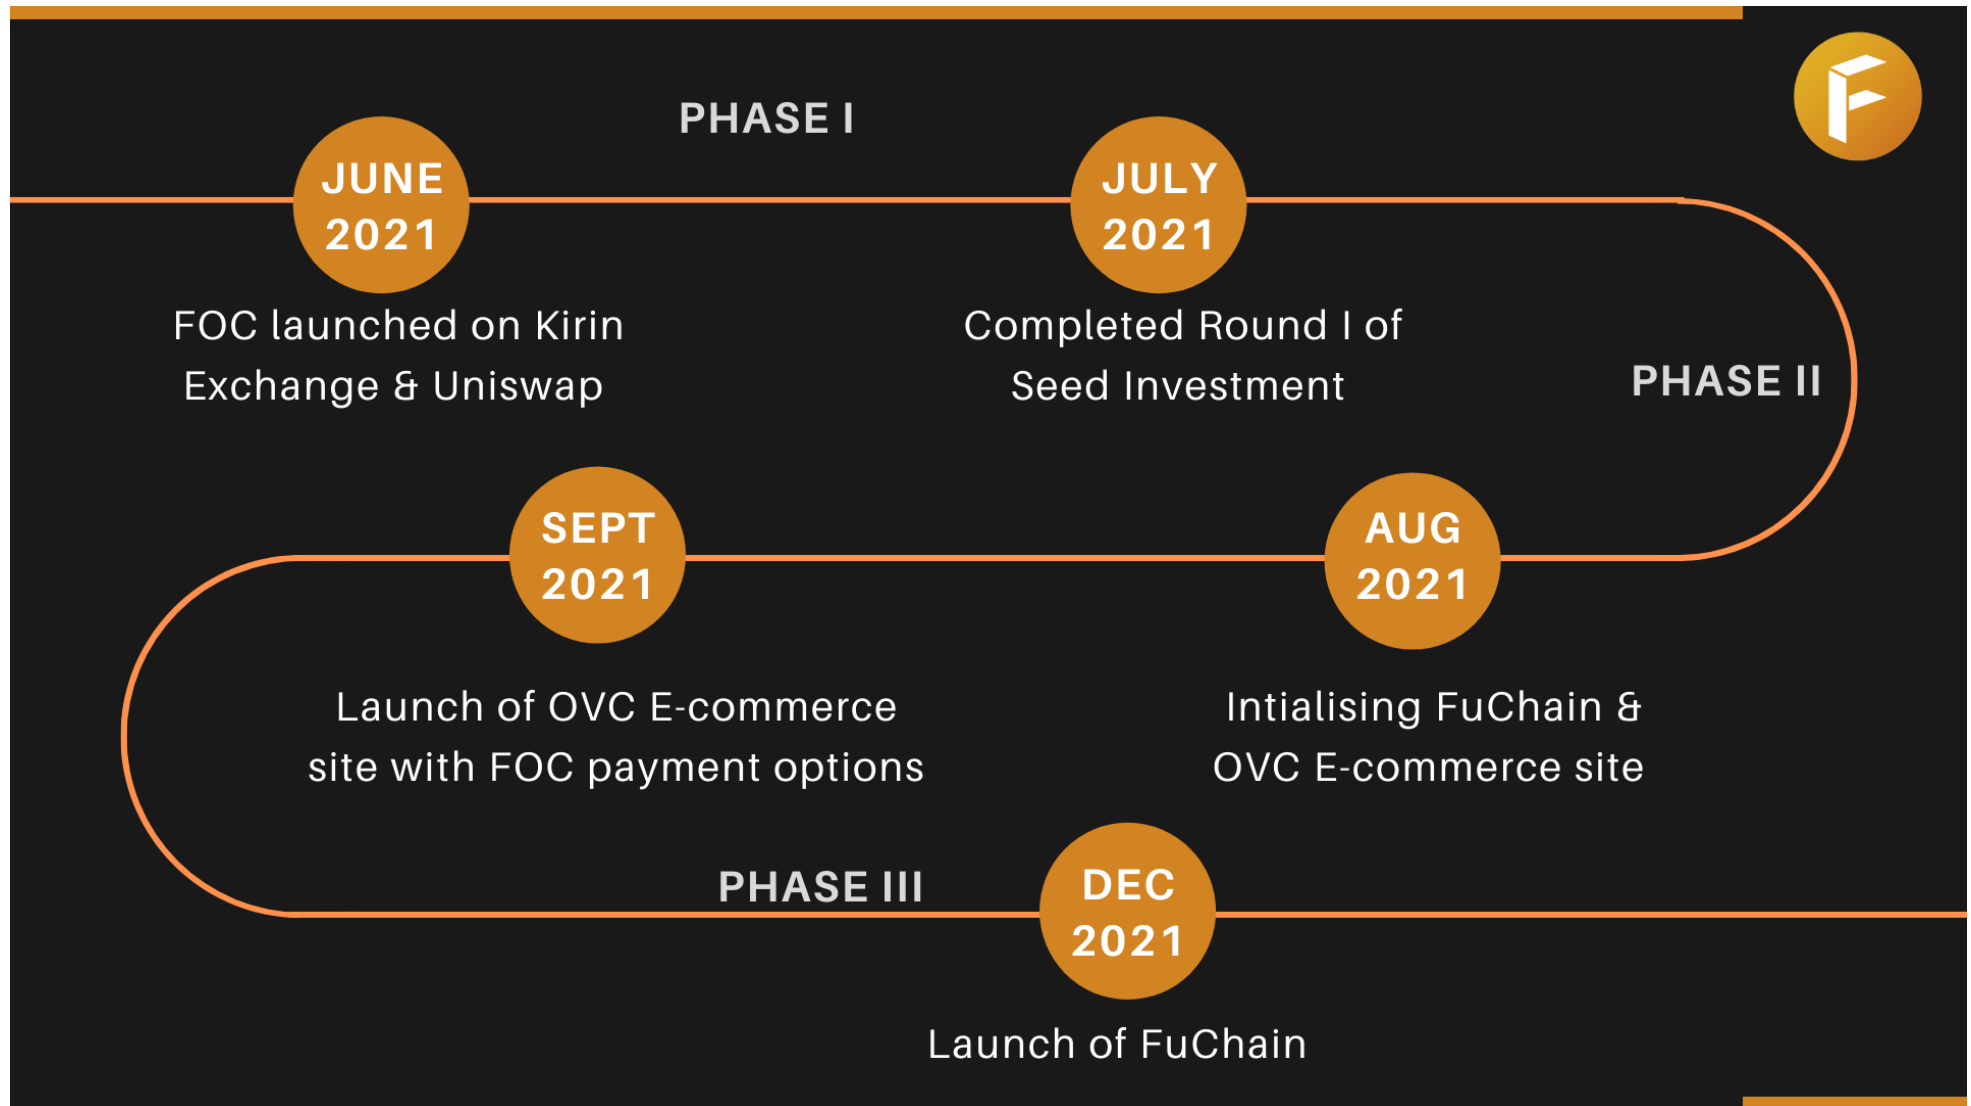 PHASE I
JUNE
2021
FOC launched on Kirin
Exchange & Uniswap
JULY
2021
Completed Round I of
Seed Investment
PHASE II
AUG
2021
Intialising FuChain &
OVC E-commerce site
SEPT
2021
Launch of OVC E-commerce
site with FOC payment options
PHASE III
DEC
2021
Launch of FuChain
F